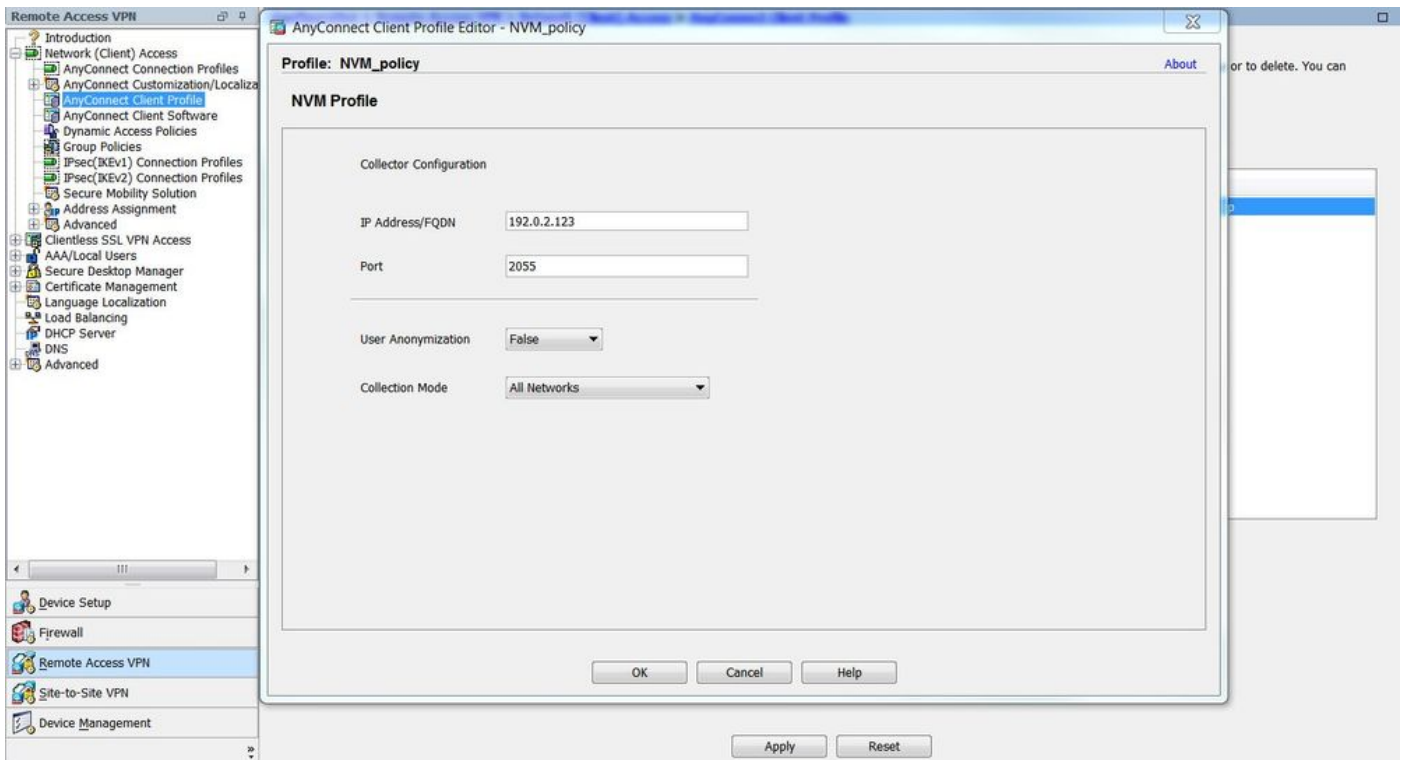 Remote Access VPN
Introduction
Network (Client) Access
AnyConnect Connection Profiles
AnyConnect Customization/Localiza
AnyConnect Client Profile
AnyConnect Client Software
Dynamic Access Policies
Group Policies
IPsec(IKEv1) Connection Profiles
IPsec(IKEv2) Connection Profiles
Secure Mobility Solution
Address Assignment
Advanced
Clientless SSL VPN Access
AAA/Local Users
Secure Desktop Manager
Certificate Management
Language Localization
Load Balancing
DHCP Server
DNS
Advanced
Device Setup
Firewall
Remote Access VPN
Site-to-Site VPN
Device Management
»
AnyConnect Client Profile Editor - NVM_policy
Profile: NVM_policy
About
NVM Profile
Collector Configuration
IP Address/FQDN
192.0.2.123
Port
2055
User Anonymization
False
Collection Mode
All Networks
OK
Cancel
Help
or to delete. You can
Apply
Reset